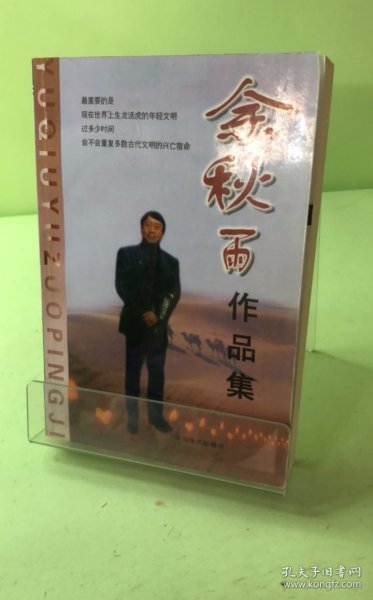 YUQIUYUZUOPINGJI
最重要的是
现在世界上生龙活虎的年轻文明
过多少时间
会不会重复多数古代文明的兴亡宿命
余秋雨
作品集
孔夫子旧书网
www.kongfz.com